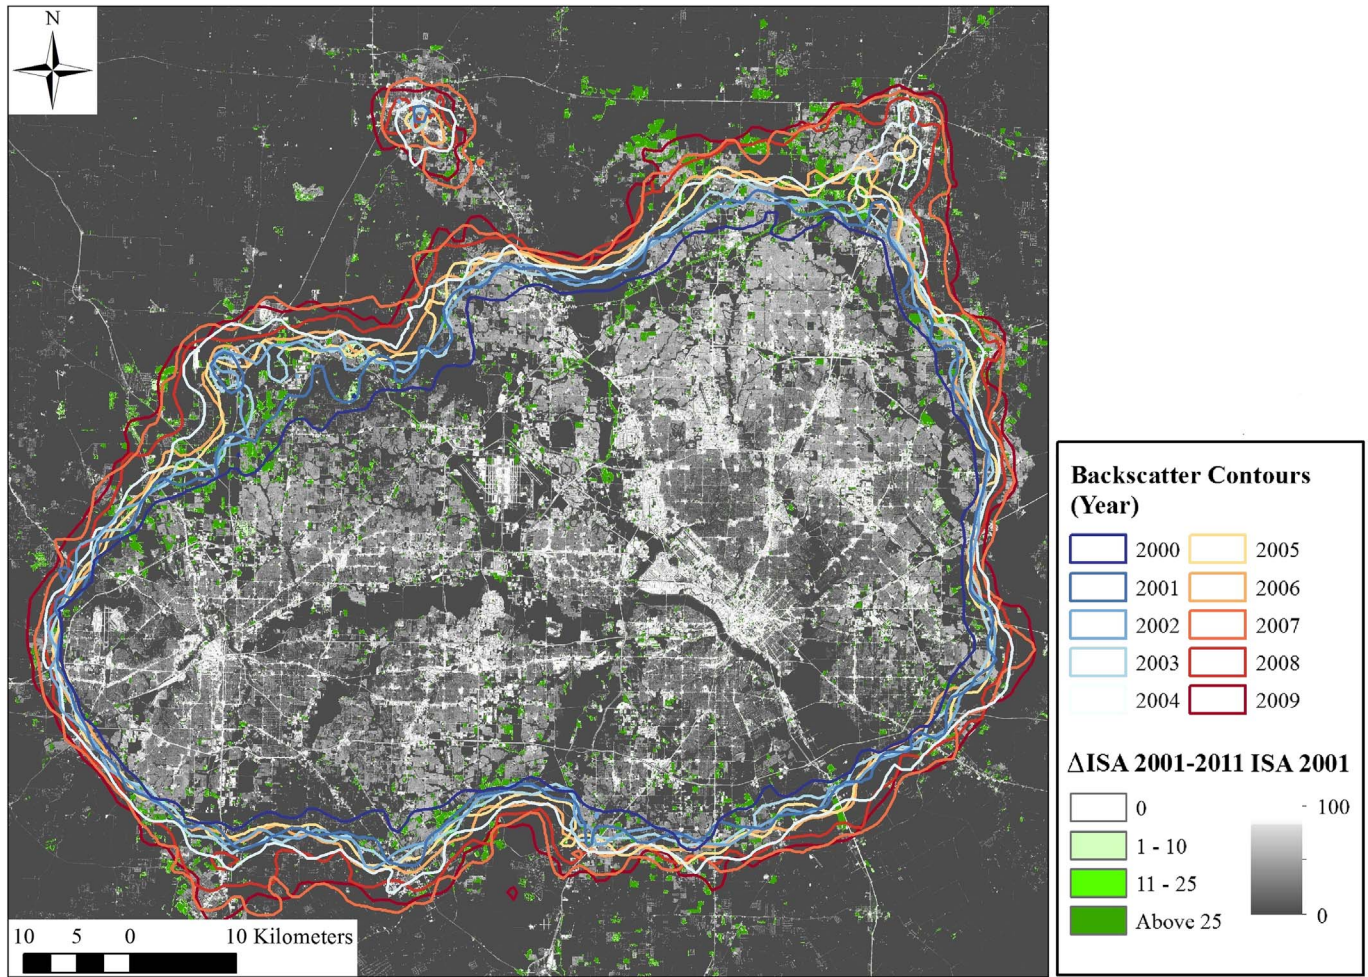 N
10 5 0 10 Kilometers
Backscatter Contours
(Year)
2000 2005
2001 2006
2002 2007
2003 2008
2004 2009
ΔISA 2001-2011 ISA 2001
0 100
1 - 10
11 - 25
Above 25 0